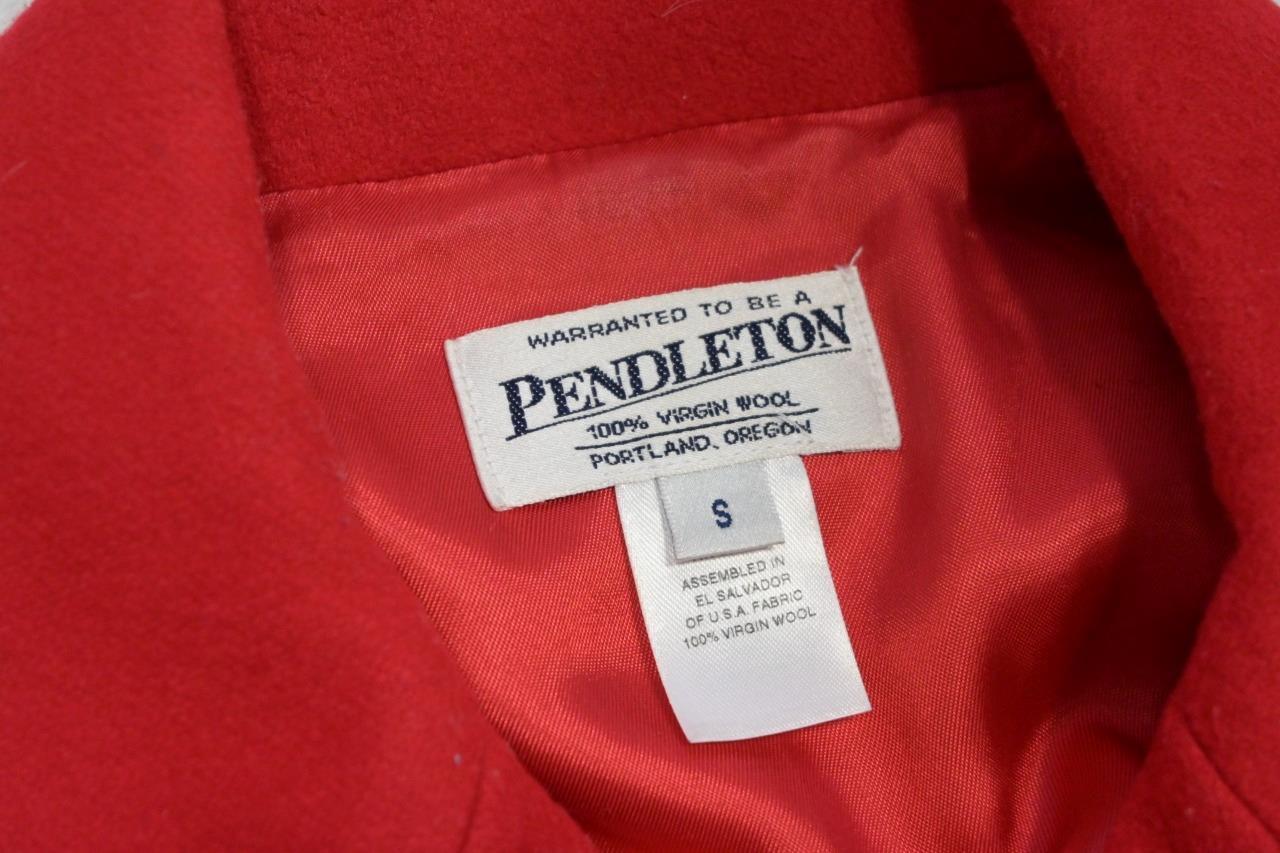 WARRANTED TO BE A
PENDLETON
100% VIRGIN WOOL
PORTLAND, OREGON
S
ASSEMBLED IN
EL SALVADOR
OF U.S.A. FABRIC
100% VIRGIN WOOL